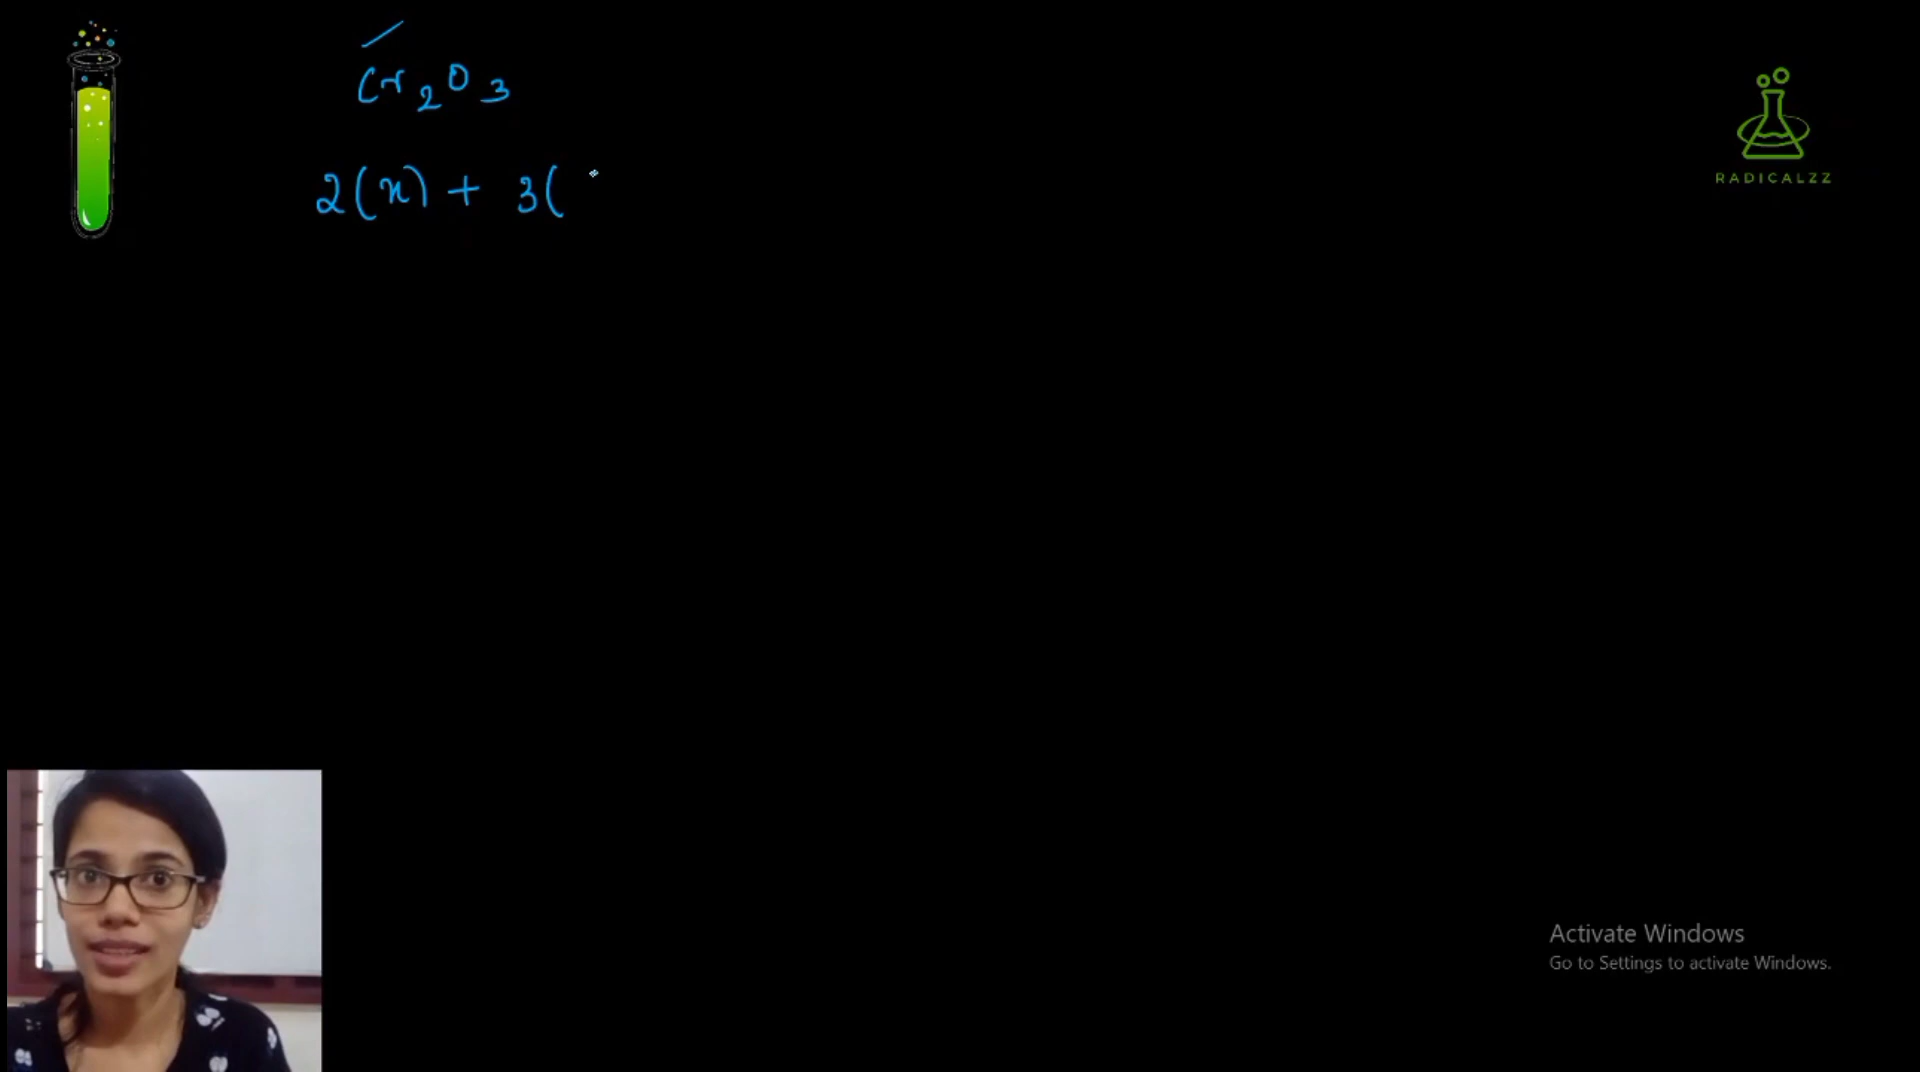 Cr₂O₃
2(x) + 3(
RADICALZZ
Activate Windows
Go to Settings to activate Windows.